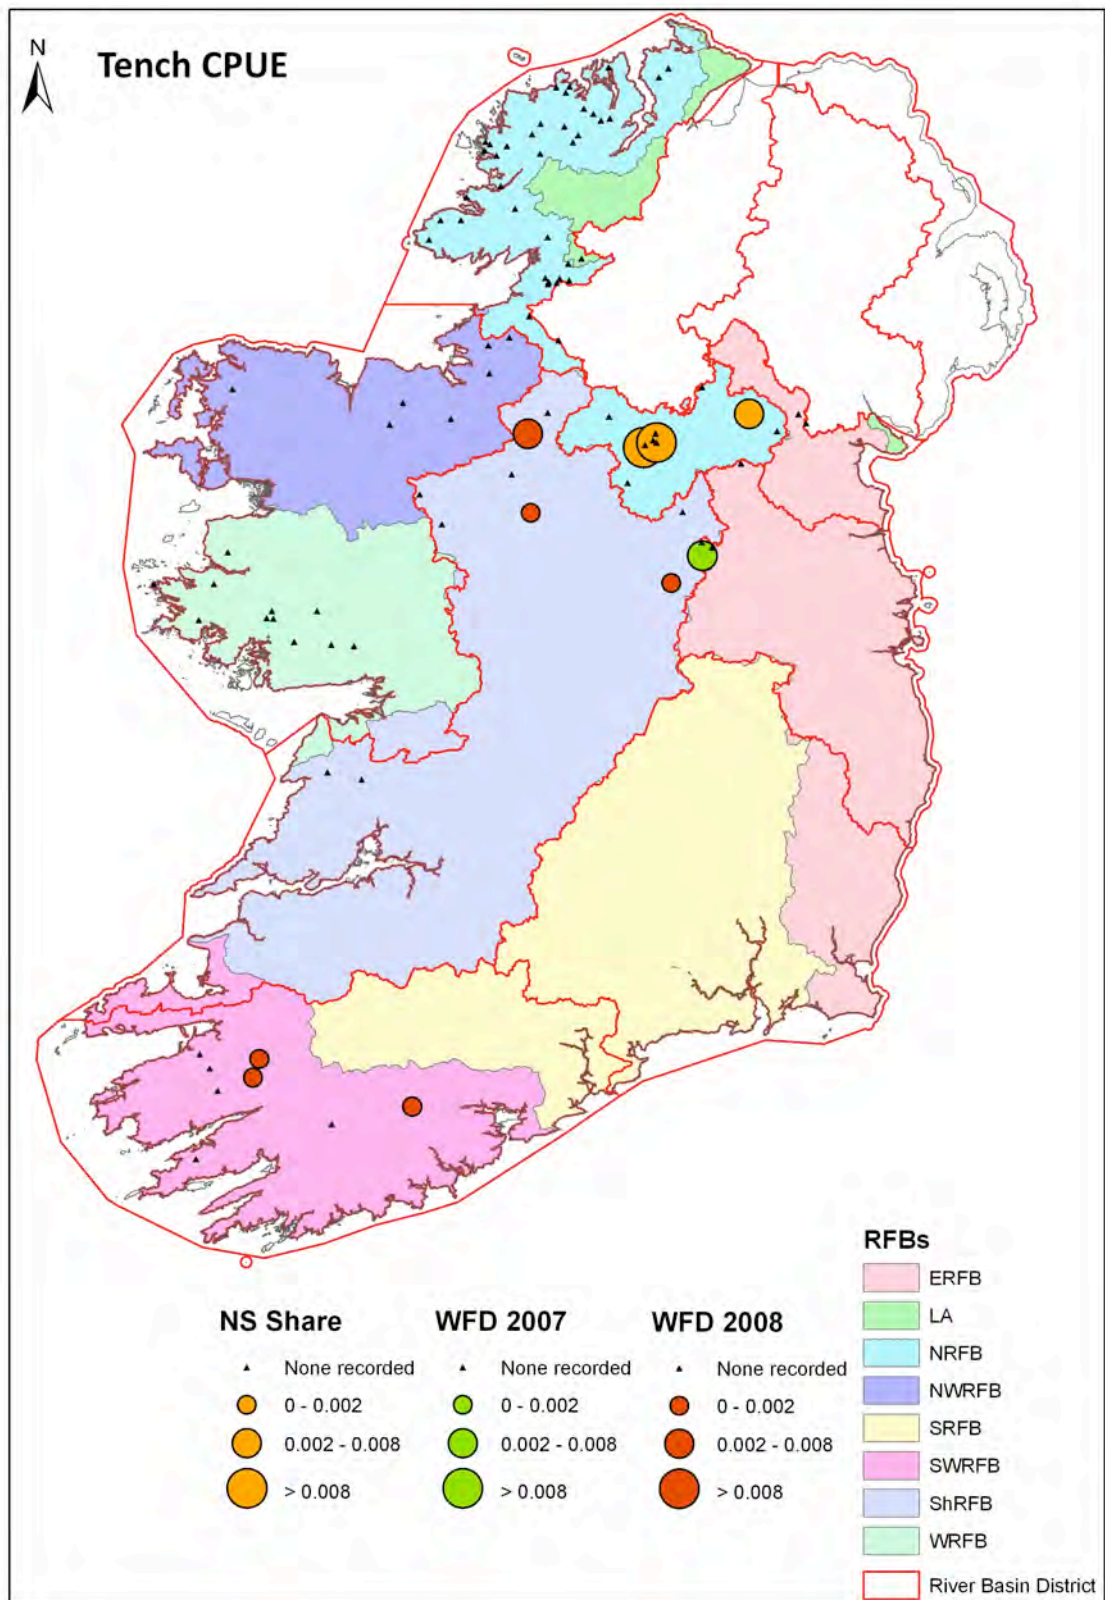 N
Tench CPUE
RFBs
ERFB
LA
NRFB
NWRFB
SRFB
SWRFB
ShRFB
WRFB
River Basin District
NS Share
None recorded
0 - 0.002
0.002 - 0.008
> 0.008
WFD 2007
None recorded
0 - 0.002
0.002 - 0.008
> 0.008
WFD 2008
None recorded
0 - 0.002
0.002 - 0.008
> 0.008